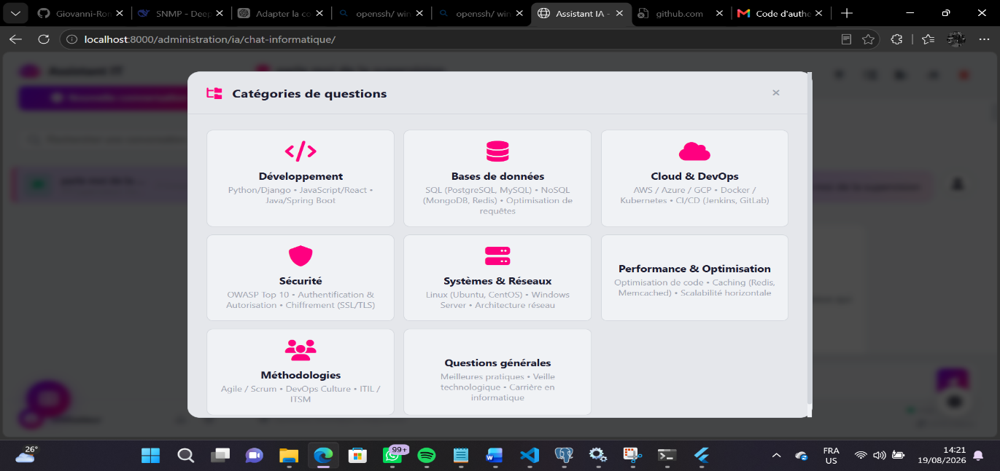 Giovanni-Ron
SNMP - Deep
Adapter la co
openssh/ win
openssh/ win
Assistant IA -
github.com
Code d'authe
localhost:8000/administration/ia/chat-informatique/
Assistant IT
Catégories de questions
Développement
Python/Django • JavaScript/React •
Java/Spring Boot
Bases de données
SQL (PostgreSQL, MySQL) • NoSQL
(MongoDB, Redis) • Optimisation de
requêtes
Cloud & DevOps
AWS / Azure / GCP • Docker /
Kubernetes • CI/CD (Jenkins, GitLab)
Sécurité
OWASP Top 10 • Authentification &
Autorisation • Chiffrement (SSL/TLS)
Systèmes & Réseaux
Linux (Ubuntu, CentOS) • Windows
Server • Architecture réseau
Performance & Optimisation
Optimisation de code • Caching (Redis,
Memcached) • Scalabilité horizontale
Méthodologies
Agile / Scrum • DevOps Culture • ITIL /
ITSM
Questions générales
Meilleures pratiques • Veille
technologique • Carrière en
informatique
26°
99+
FRA
US
14:21
19/08/2026